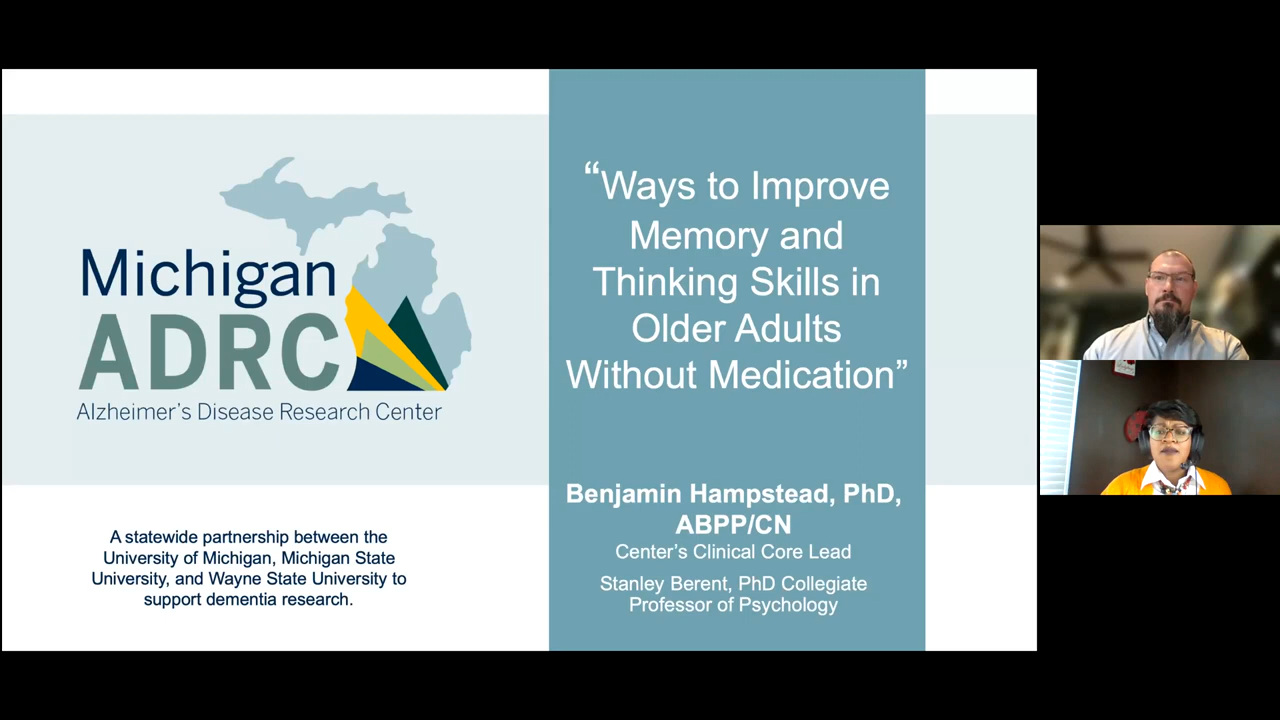 Michigan
ADRC
Alzheimer's Disease Research Center
A statewide partnership between the
University of Michigan, Michigan State
University, and Wayne State University to
support dementia research.
“Ways to Improve
Memory and
Thinking Skills in
Older Adults
Without Medication”
Benjamin Hampstead, PhD,
ABPP/CN
Center's Clinical Core Lead
Stanley Berent, PhD Collegiate
Professor of Psychology